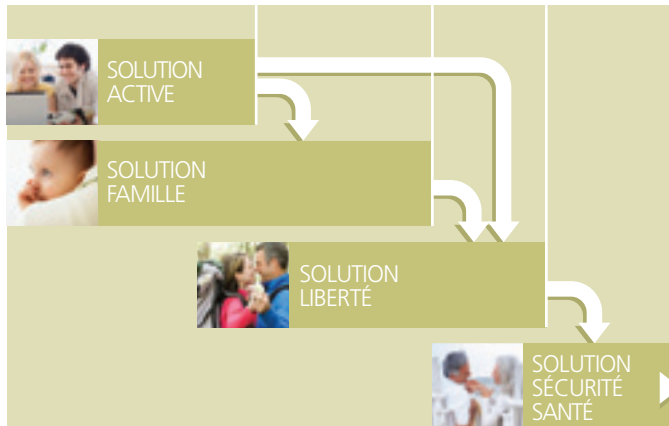 SOLUTION
ACTIVE
SOLUTION
FAMILLE
SOLUTION
LIBERTÉ
SOLUTION
SÉCURITÉ
SANTÉ